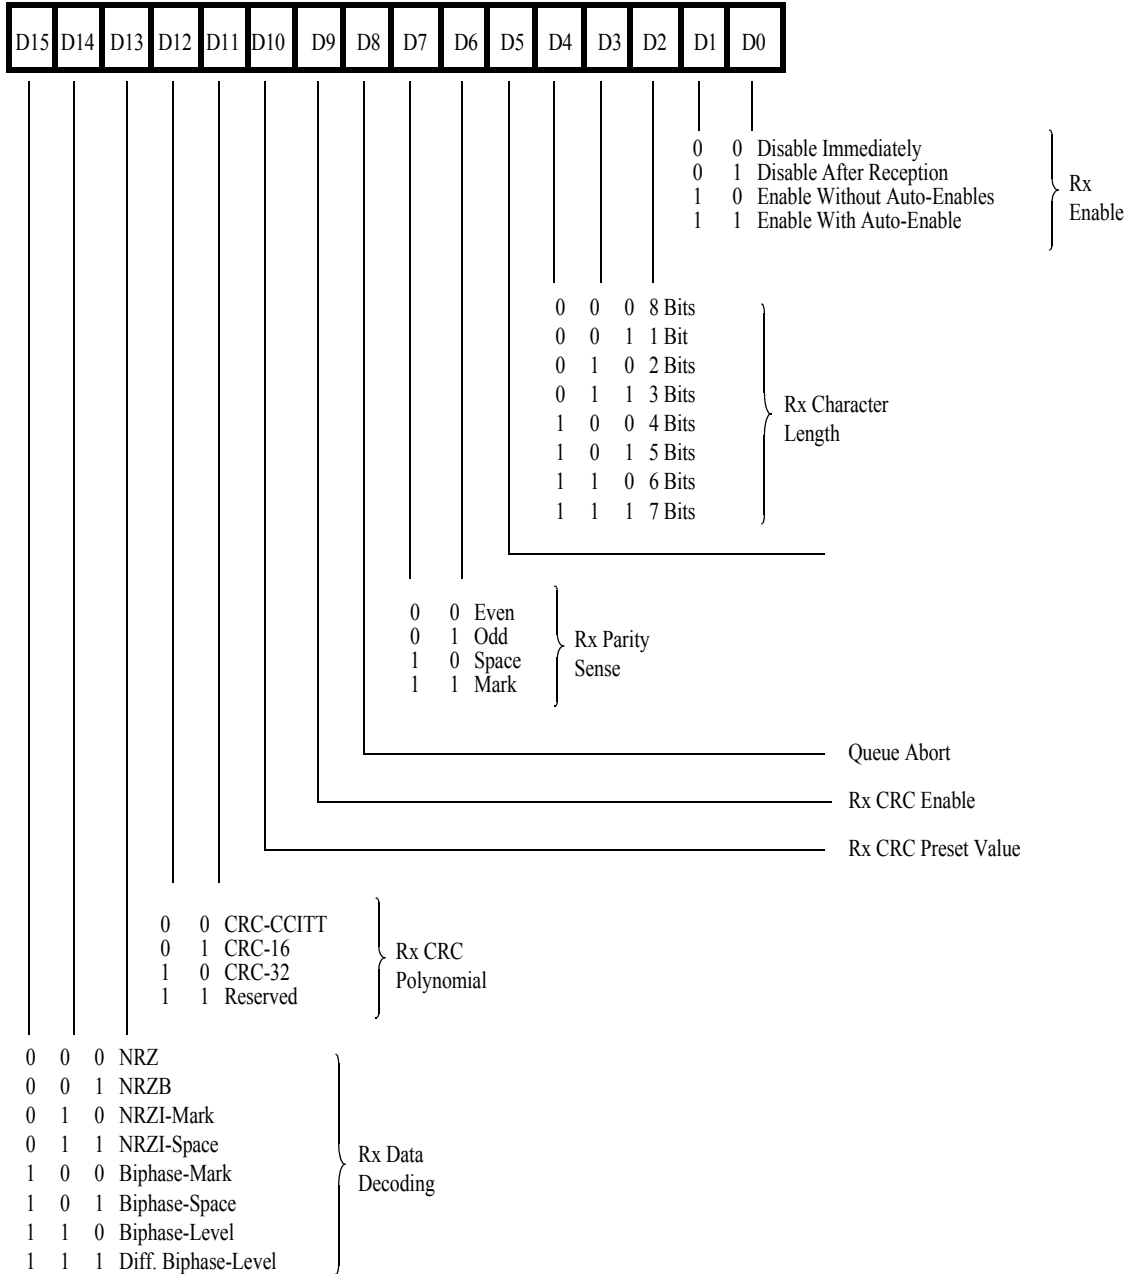 D15 D14 D13 D12 D11 D10 D9 D8 D7 D6 D5 D4 D3 D2 D1 D0
0 0 Disable Immediately
0 1 Disable After Reception
1 0 Enable Without Auto-Enables
1 1 Enable With Auto-Enable
Rx
Enable
0 0 0 8 Bits
0 0 1 1 Bit
0 1 0 2 Bits
0 1 1 3 Bits
1 0 0 4 Bits
1 0 1 5 Bits
1 1 0 6 Bits
1 1 1 7 Bits
Rx Character
Length
0 0 Even
0 1 Odd
1 0 Space
1 1 Mark
Rx Parity
Sense
Queue Abort
Rx CRC Enable
Rx CRC Preset Value
0 0 CRC-CCITT
0 1 CRC-16
1 0 CRC-32
1 1 Reserved
Rx CRC
Polynomial
0 0 0 NRZ
0 0 1 NRZB
0 1 0 NRZI-Mark
0 1 1 NRZI-Space
1 0 0 Biphase-Mark
1 0 1 Biphase-Space
1 1 0 Biphase-Level
1 1 1 Diff. Biphase-Level
Rx Data
Decoding